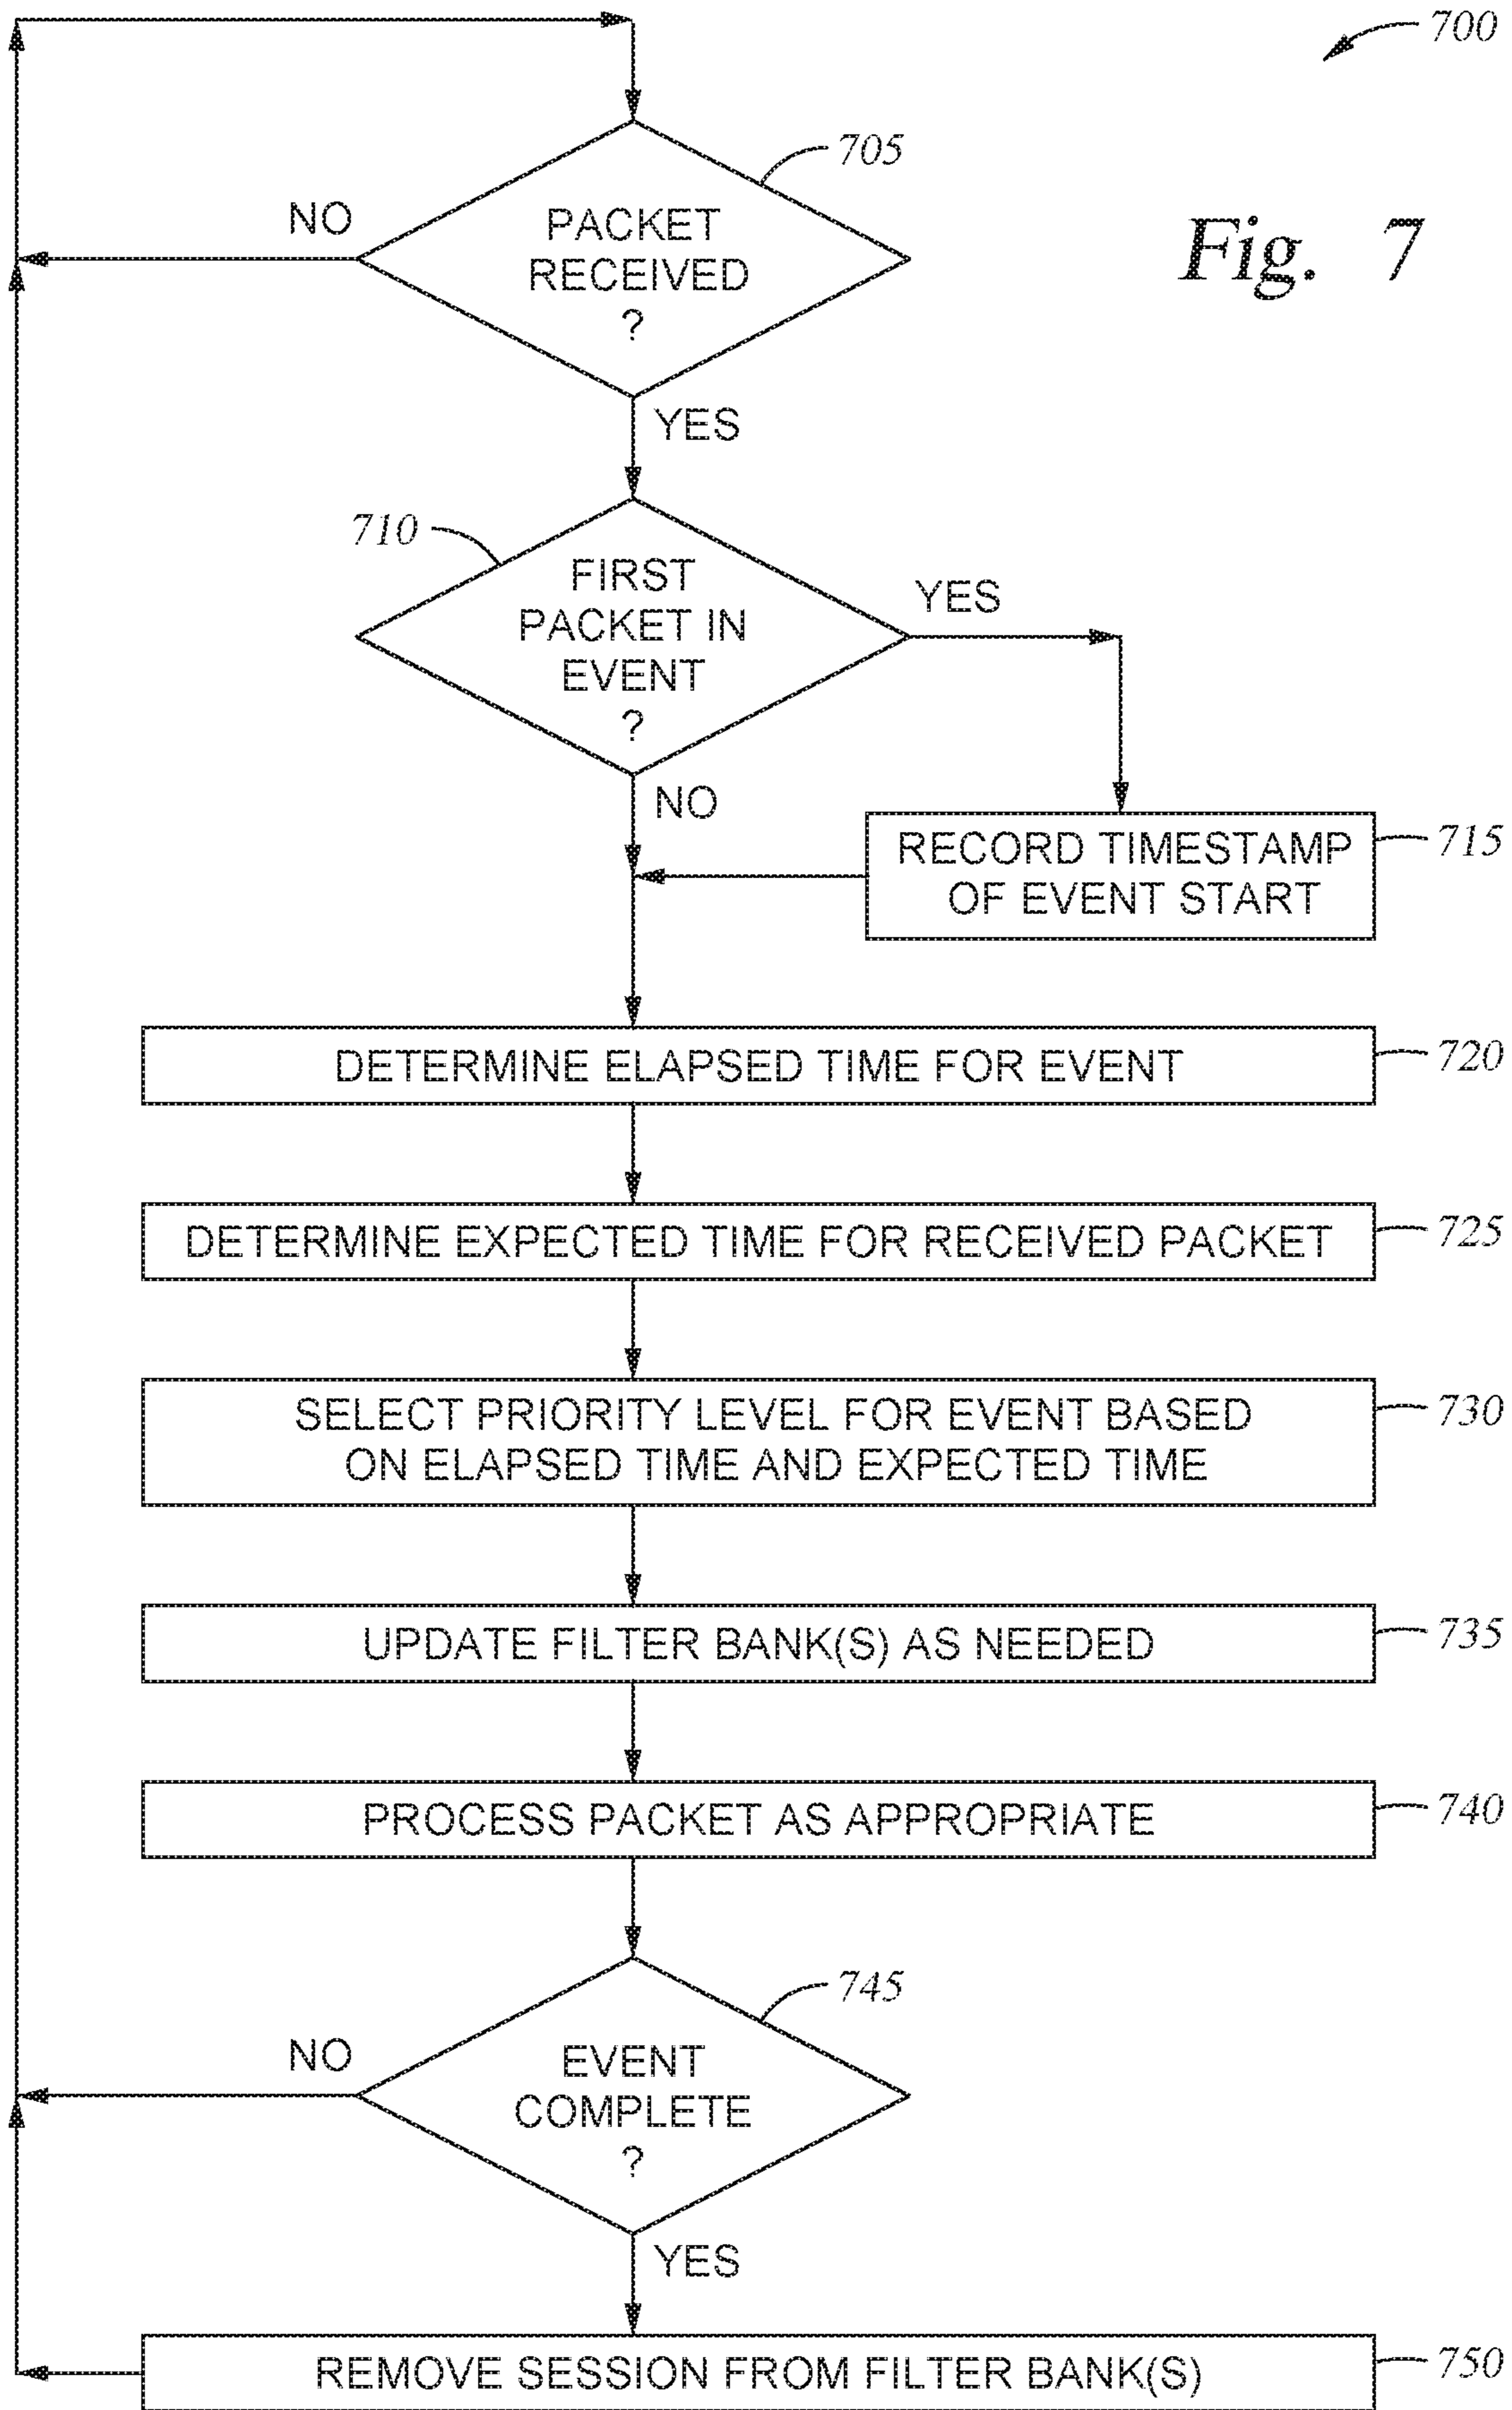 700
705
NO
PACKET
RECEIVED
?
Fig. 7
YES
710
FIRST
PACKET IN
EVENT
?
YES
NO
RECORD TIMESTAMP
OF EVENT START
715
DETERMINE ELAPSED TIME FOR EVENT
720
DETERMINE EXPECTED TIME FOR RECEIVED PACKET
725
SELECT PRIORITY LEVEL FOR EVENT BASED
ON ELAPSED TIME AND EXPECTED TIME
730
UPDATE FILTER BANK(S) AS NEEDED
735
PROCESS PACKET AS APPROPRIATE
740
745
NO
EVENT
COMPLETE
?
YES
REMOVE SESSION FROM FILTER BANK(S)
750